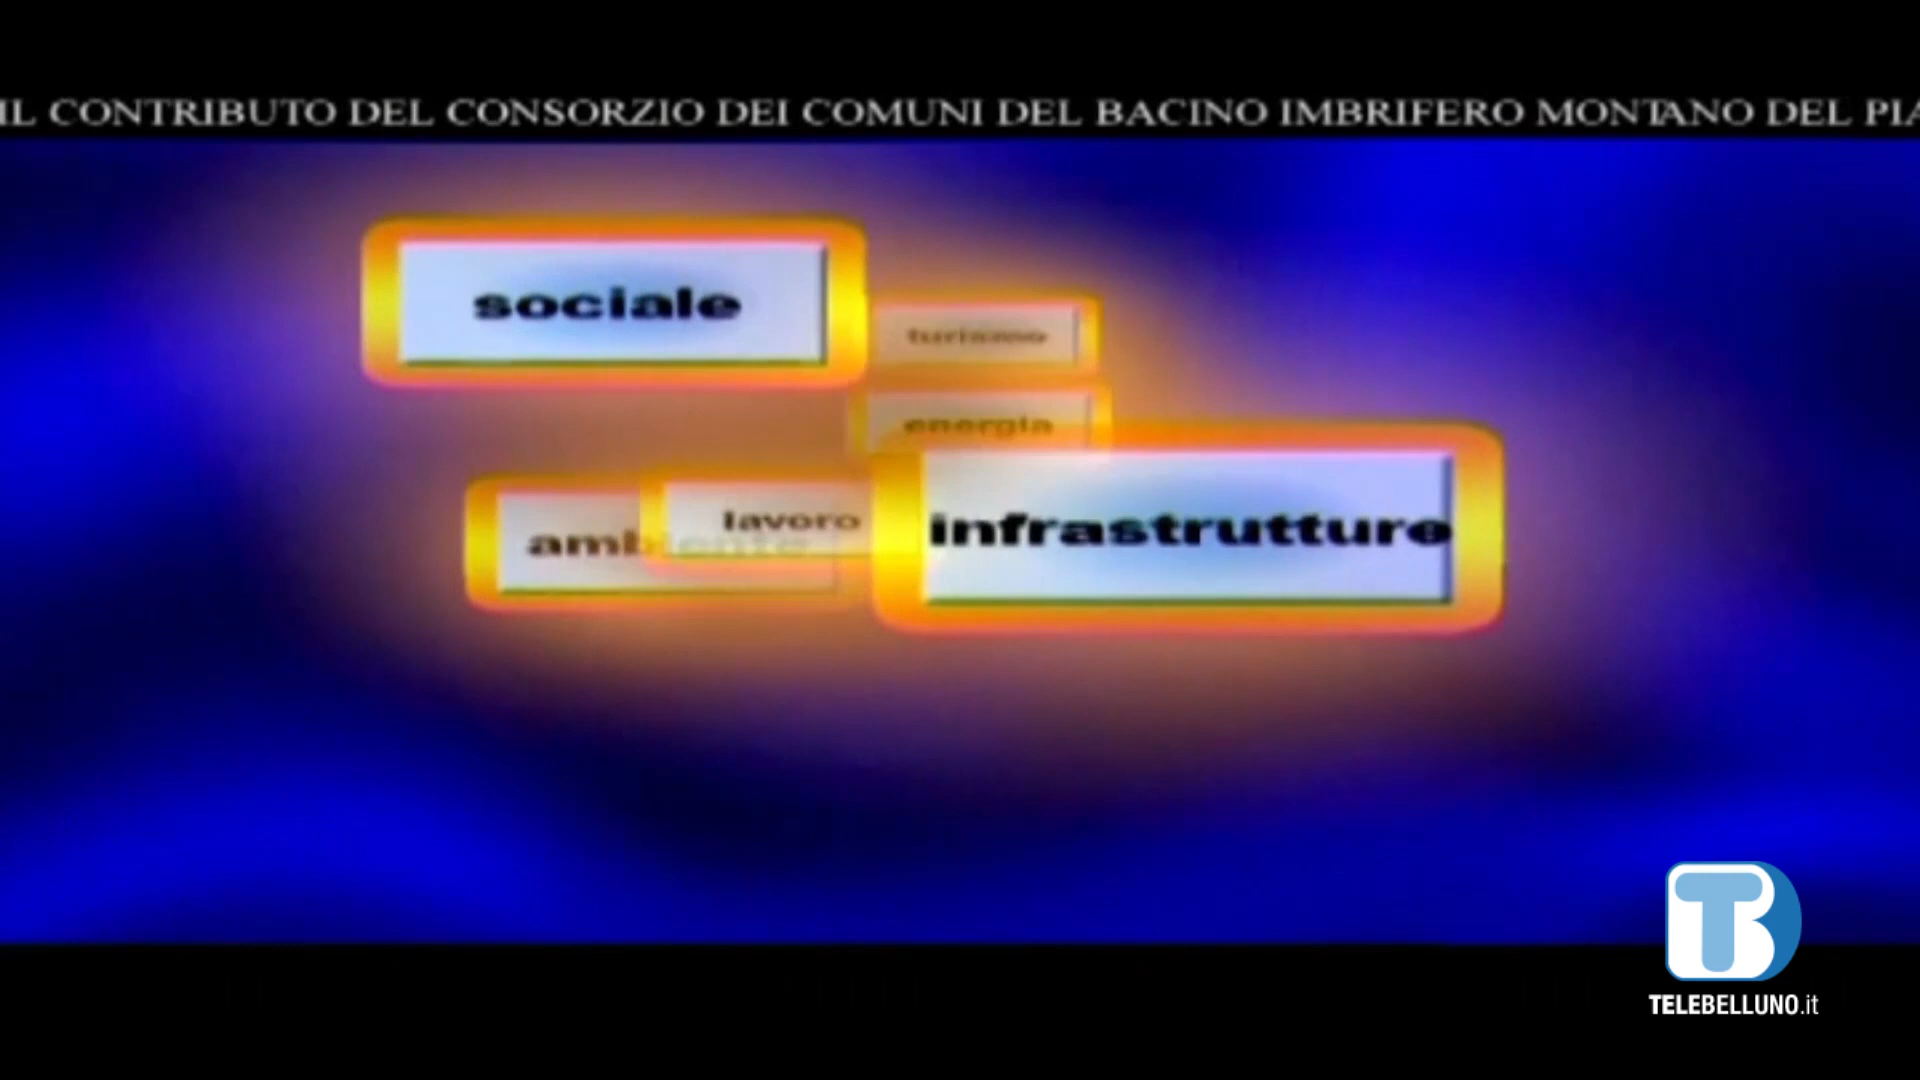 IL CONTRIBUTO DEL CONSORZIO DEI COMUNI DEL BACINO IMBRIFERO MONTANO DEL PIA
sociale
turismo
energia
lavoro
ambiente
infrastrutture
TELEBELLUNO.it